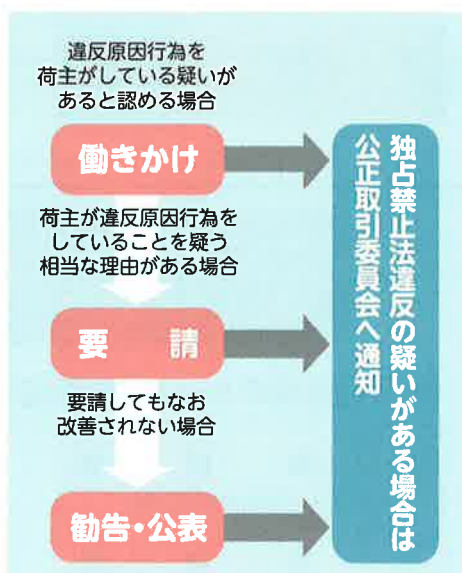 違反原因行為を
荷主がしている疑いが
あると認める場合
働きかけ
荷主が違反原因行為を
していることを疑う
相当な理由がある場合
要 請
要請してもなお
改善されない場合
勧告・公表
独占禁止法違反の疑いがある場合は
公正取引委員会へ通知